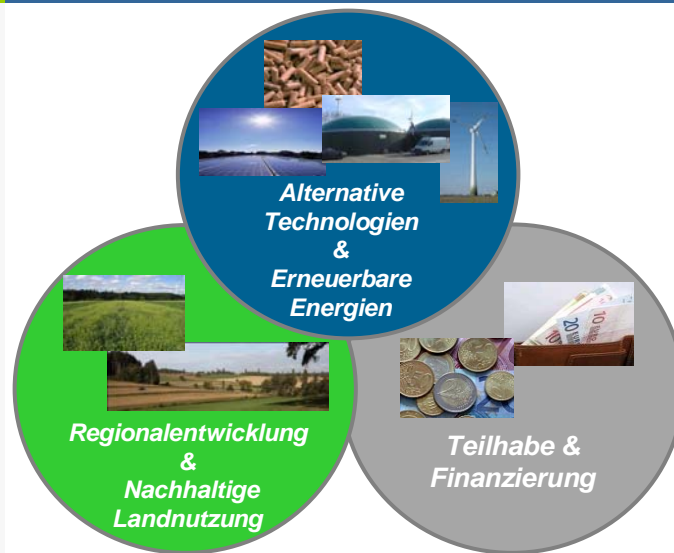 Alternative
Technologien
&
Erneuerbare
Energien
Regionalentwicklung
&
Nachhaltige
Landnutzung
Teilhabe &
Finanzierung